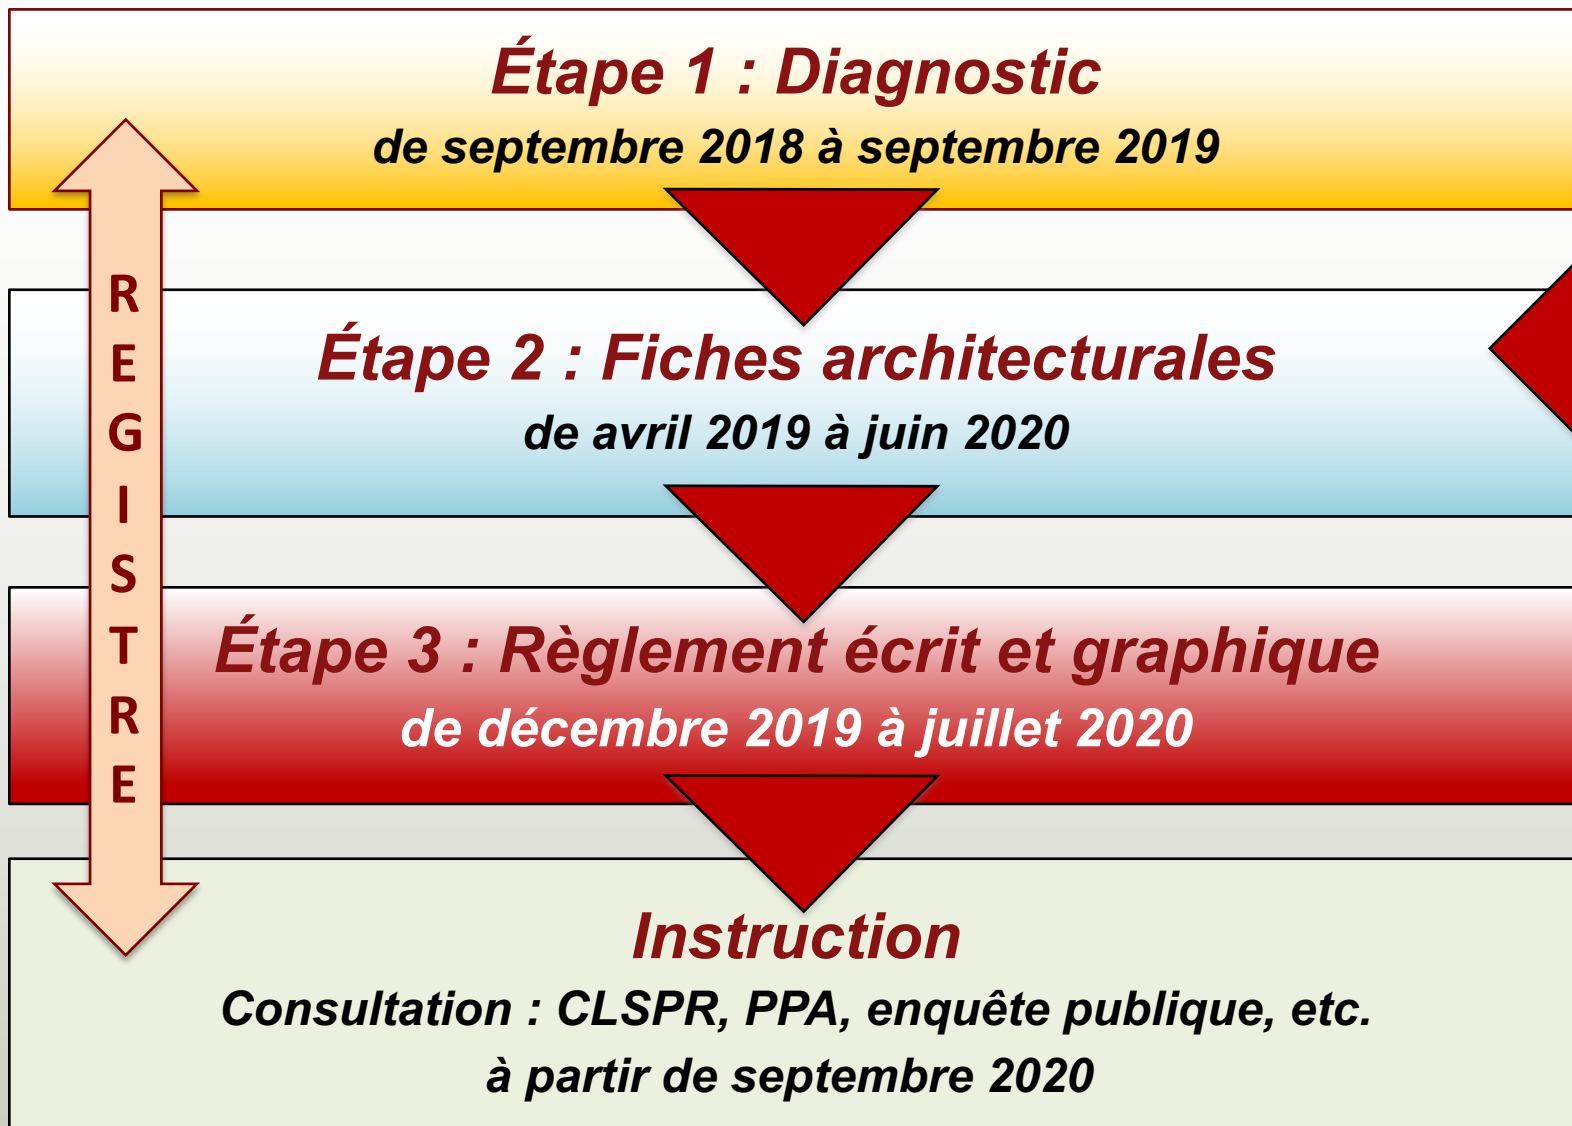 Étape 1 : Diagnostic
de septembre 2018 à septembre 2019
R
E
G
I
S
T
R
E
Étape 2 : Fiches architecturales
de avril 2019 à juin 2020
Étape 3 : Règlement écrit et graphique
de décembre 2019 à juillet 2020
Instruction
Consultation : CLSPR, PPA, enquête publique, etc.
à partir de septembre 2020